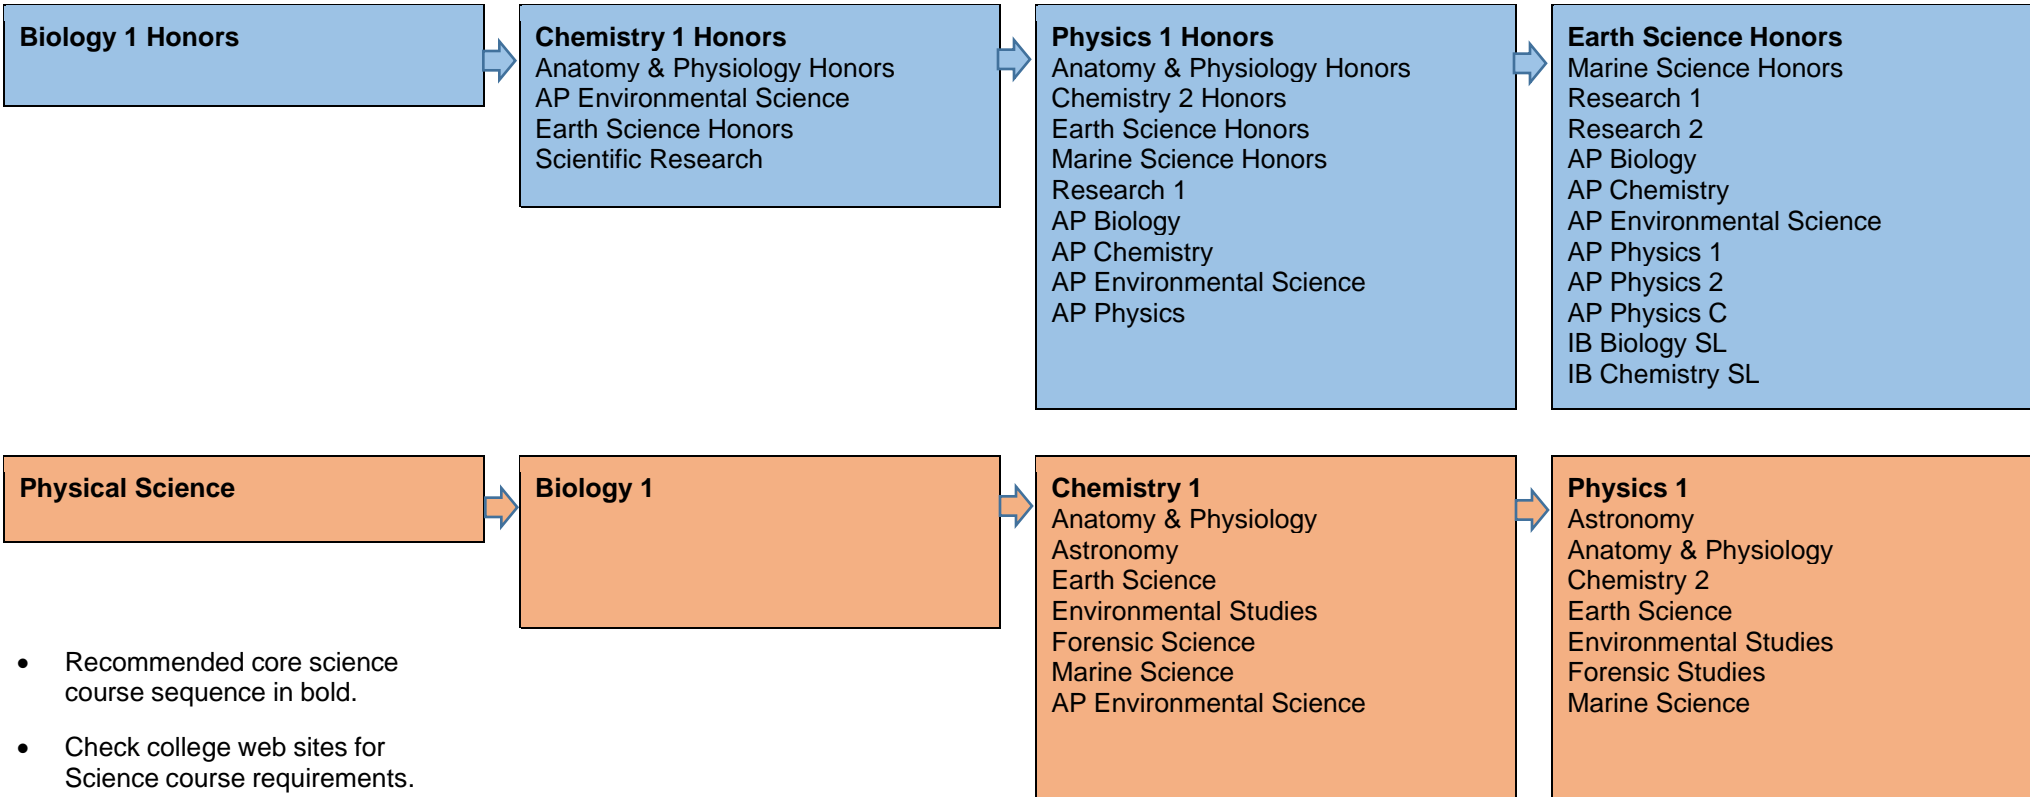 Biology 1 Honors
Chemistry 1 Honors
Anatomy & Physiology Honors
AP Environmental Science
Earth Science Honors
Scientific Research
Physics 1 Honors
Anatomy & Physiology Honors
Chemistry 2 Honors
Earth Science Honors
Marine Science Honors
Research 1
AP Biology
AP Chemistry
AP Environmental Science
AP Physics
Earth Science Honors
Marine Science Honors
Research 1
Research 2
AP Biology
AP Chemistry
AP Environmental Science
AP Physics 1
AP Physics 2
AP Physics C
IB Biology SL
IB Chemistry SL
Physical Science
Biology 1
Chemistry 1
Anatomy & Physiology
Astronomy
Earth Science
Environmental Studies
Forensic Science
Marine Science
AP Environmental Science
Physics 1
Astronomy
Anatomy & Physiology
Chemistry 2
Earth Science
Environmental Studies
Forensic Studies
Marine Science
• Recommended core science
course sequence in bold.
• Check college web sites for
Science course requirements.